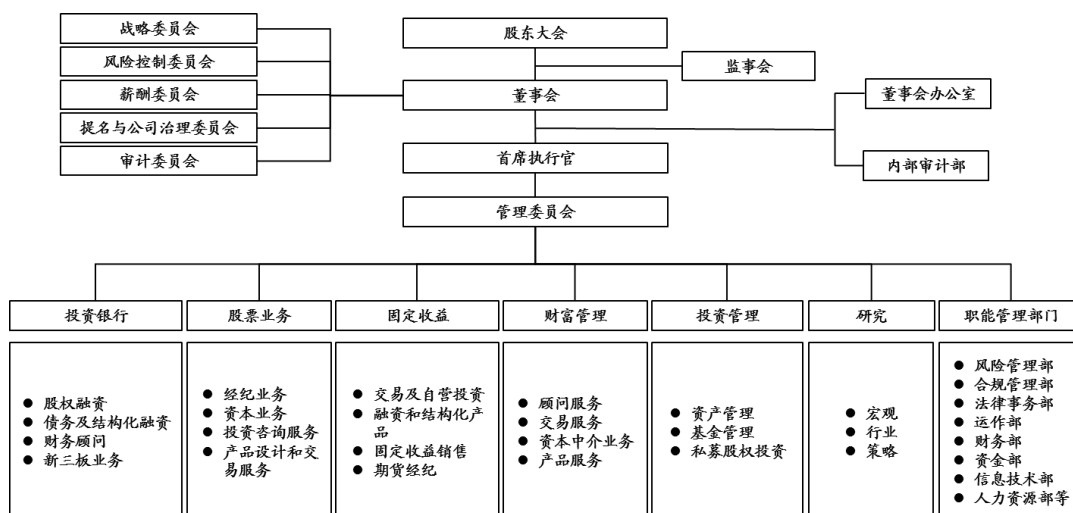 战略委员会
风险控制委员会
薪酬委员会
提名与公司治理委员会
审计委员会
股东大会
监事会
董事会
董事会办公室
内部审计部
首席执行官
管理委员会
投资银行
股票业务
固定收益
财富管理
投资管理
研究
职能管理部门
● 股权融资
● 债务及结构化融资
● 财务顾问
● 新三板业务
● 经纪业务
● 资本业务
● 投资咨询服务
● 产品设计和交
易服务
● 交易及自营投资
● 融资和结构化产
品
● 固定收益销售
● 期货经纪
● 顾问服务
● 交易服务
● 资本中介业务
● 产品服务
● 资产管理
● 基金管理
● 私募股权投资
● 宏观
● 行业
● 策略
● 风险管理部
● 合规管理部
● 法律事务部
● 运作部
● 财务部
● 资金部
● 信息技术部
● 人力资源部等